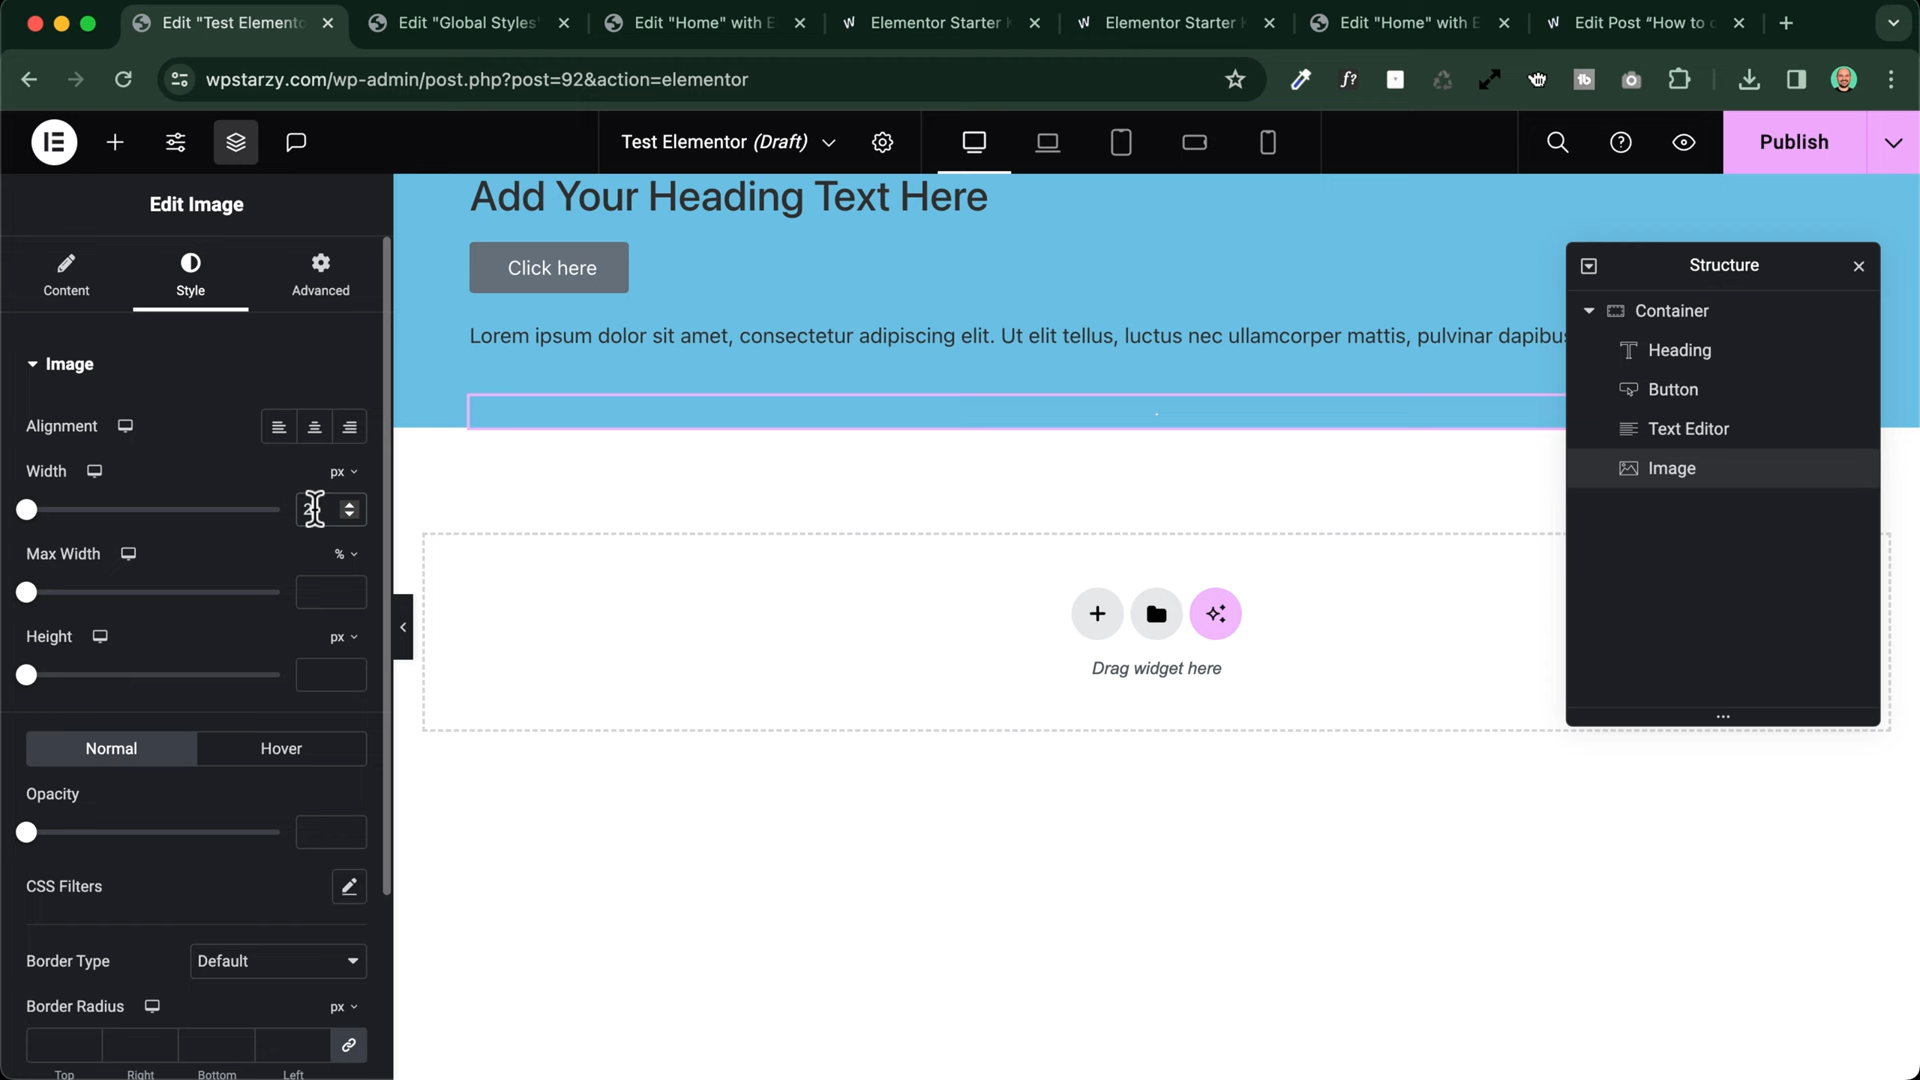 Edit "Test Elemento
Edit "Global Styles"
Edit "Home" with E
Elementor Starter
Elementor Starter
Edit "Home" with E
Edit Post “How to c
wpstarzy.com/wp-admin/post.php?post=92&action=elementor
Test Elementor (Draft)
Publish
Edit Image
Content
Style
Advanced
Image
Alignment
Width
px
2
Max Width
%
Height
px
Normal
Hover
Opacity
CSS Filters
Border Type
Default
Border Radius
px
Top
Right
Bottom
Left
Add Your Heading Text Here
Click here
Lorem ipsum dolor sit amet, consectetur adipiscing elit. Ut elit tellus, luctus nec ullamcorper mattis, pulvinar dapibus
Drag widget here
Structure
Container
Heading
Button
Text Editor
Image